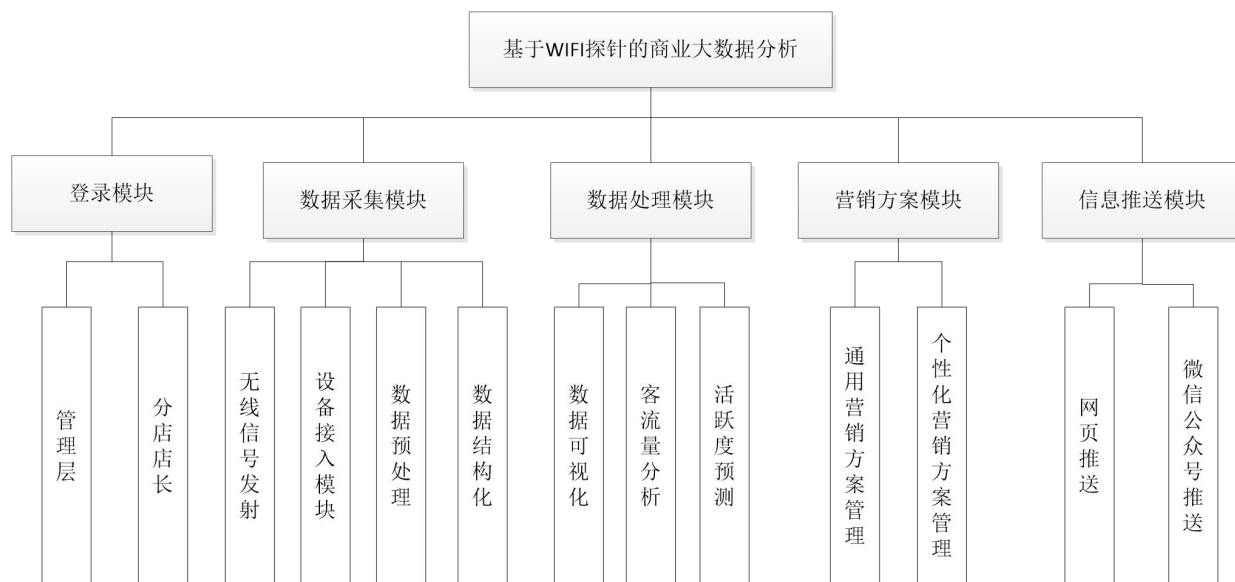 基于WIFI探针的商业大数据分析
登录模块
数据采集模块
数据处理模块
营销方案模块
信息推送模块
管理层
分店店长
无线信号发射
设备接入模块
数据预处理
数据结构化
数据可视化
客流量分析
活跃度预测
通用营销方案管理
个性化营销方案管理
网页推送
微信公众号推送